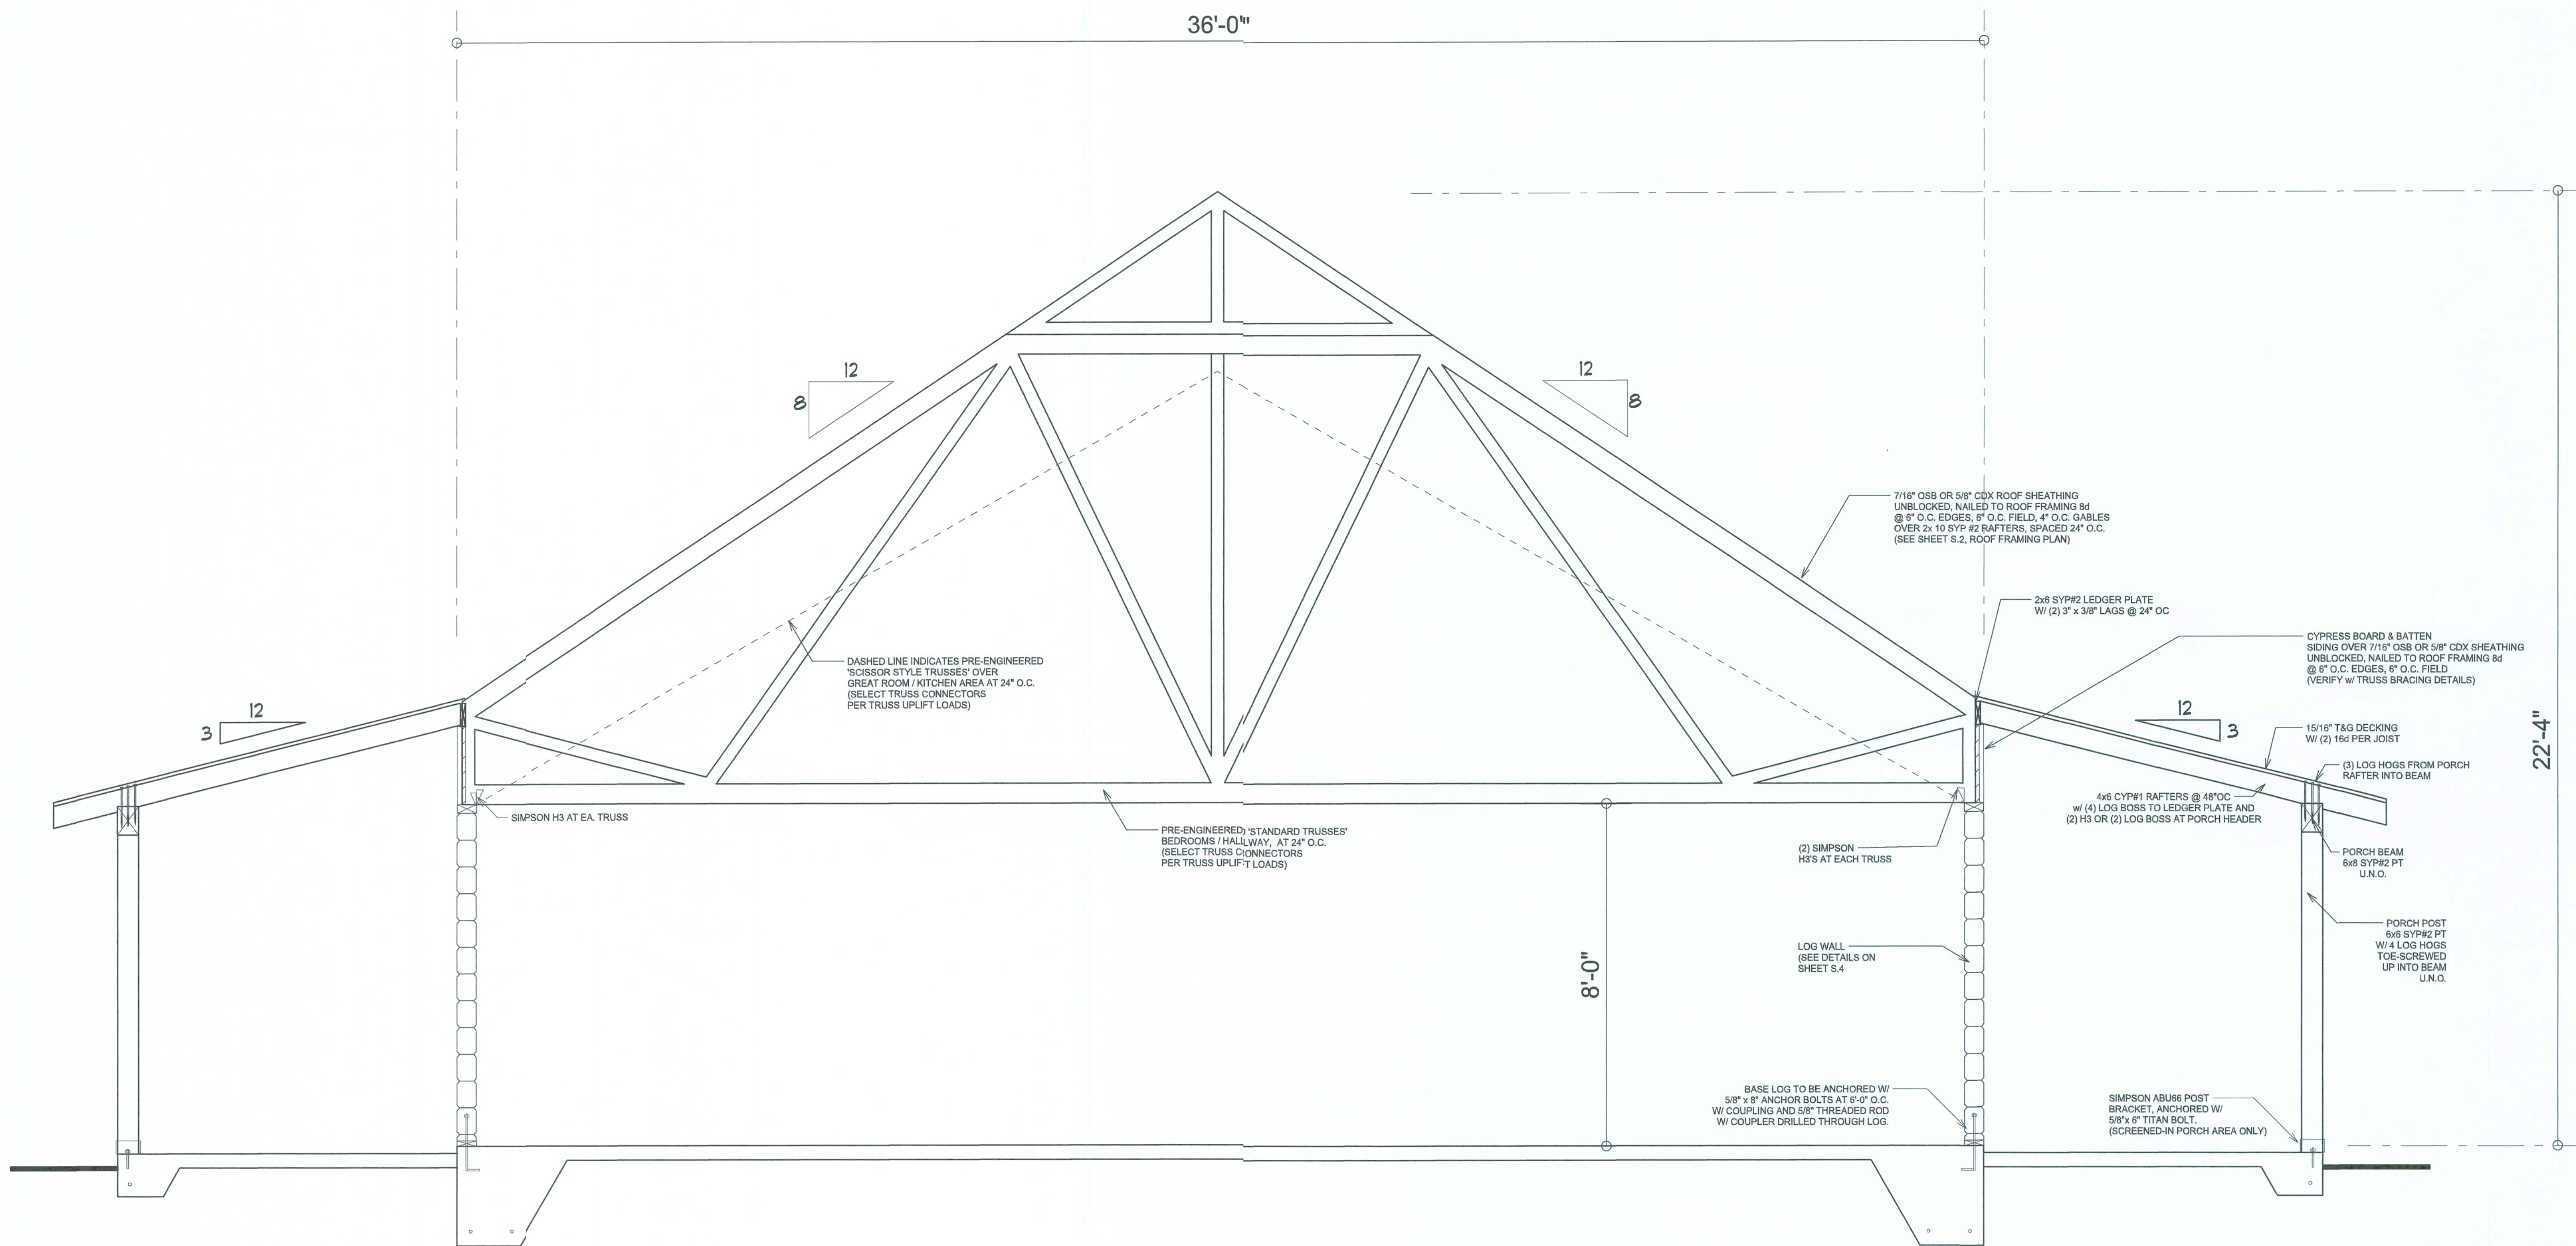 36'-0"
12
8
12
8
7/16" OSB OR 5/8" CDX ROOF SHEATHING
UNBLOCKED, NAILED TO ROOF FRAMING 8d
@ 6" O.C. EDGES, 6" O.C. FIELD, 4" O.C. GABLES
OVER 2x 10 SYP #2 RAFTERS, SPACED 24" O.C.
(SEE SHEET S.2, ROOF FRAMING PLAN)
2x6 SYP#2 LEDGER PLATE
W/ (2) 3" x 3/8" LAGS @ 24" OC
CYPRESS BOARD & BATTEN
SIDING OVER 7/16" OSB OR 5/8" CDX SHEATHING
UNBLOCKED, NAILED TO ROOF FRAMING 8d
@ 6" O.C. EDGES, 6" O.C. FIELD
(VERIFY w/ TRUSS BRACING DETAILS)
DASHED LINE INDICATES PRE-ENGINEERED
'SCISSOR STYLE TRUSSES' OVER
GREAT ROOM / KITCHEN AREA AT 24" O.C.
(SELECT TRUSS CONNECTORS
PER TRUSS UPLIFT LOADS)
12
3
12
3
15/16" T&G DECKING
W/ (2) 16d PER JOIST
22'-4"
(3) LOG HOGS FROM PORCH
RAFTER INTO BEAM
4x6 CYP#1 RAFTERS @ 48"OC
w/ (4) LOG BOSS TO LEDGER PLATE AND
(2) H3 OR (2) LOG BOSS AT PORCH HEADER
SIMPSON H3 AT EA. TRUSS
PRE-ENGINEERED 'STANDARD TRUSSES'
BEDROOMS / HALLWAY, AT 24" O.C.
(SELECT TRUSS CONNECTORS
PER TRUSS UPLIFT LOADS)
(2) SIMPSON
H3'S AT EACH TRUSS
PORCH BEAM
6x8 SYP#2 PT
U.N.O.
PORCH POST
6x6 SYP#2 PT
W/ 4 LOG HOGS
TOE-SCREWED
UP INTO BEAM
U.N.O.
LOG WALL
(SEE DETAILS ON
SHEET S.4
8'-0"
BASE LOG TO BE ANCHORED W/
5/8" x 8" ANCHOR BOLTS AT 6'-0" O.C.
W/ COUPLING AND 5/8" THREADED ROD
W/ COUPLER DRILLED THROUGH LOG.
SIMPSON ABU66 POST
BRACKET, ANCHORED W/
5/8"x 6" TITAN BOLT.
(SCREENED-IN PORCH AREA ONLY)